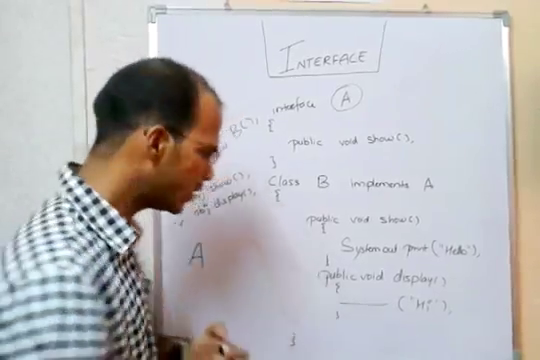 INTERFACE
interface A
{
public void show();
}
B();
show();
obj display();
class B implements A
{
public void show()
{
System out print ("Hello");
}
public void display()
{
("Hi");
}
}
A